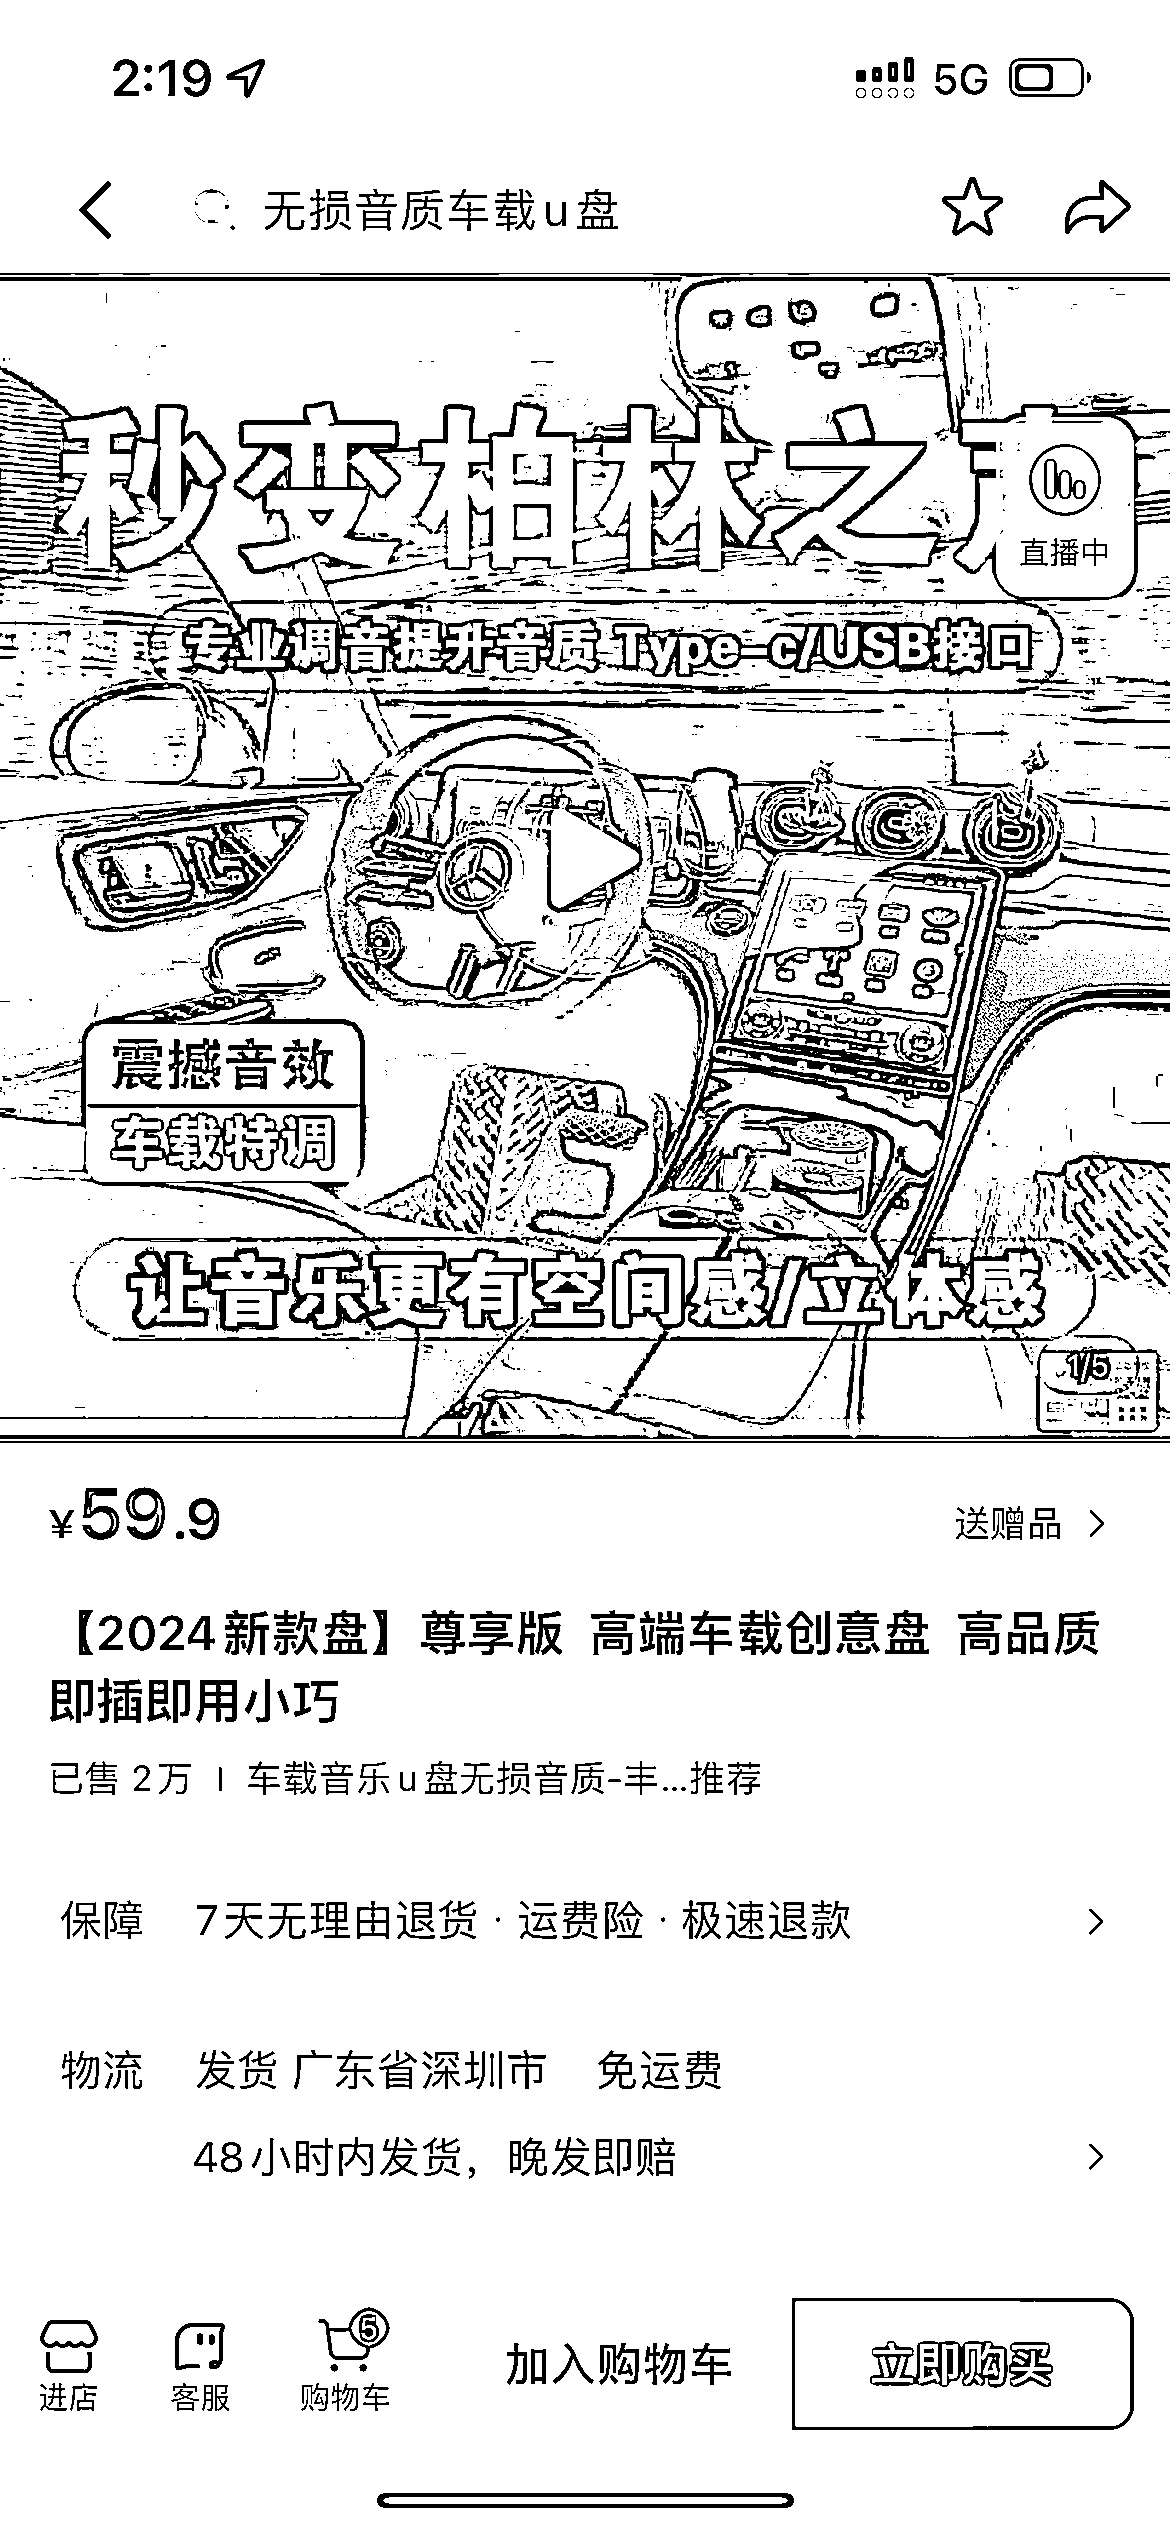 2:19
5G
无损音质车载u盘
秒变柏林之
直播中
专业调音提升音质 Type-c/USB接口
震撼音效
车载特调
让音乐更有空间感/立体感
1/5
¥59.9
送赠品
【2024新款盘】尊享版 高端车载创意盘 高品质
即插即用小巧
已售 2万 | 车载音乐u盘无损音质-丰...推荐
保障 7天无理由退货 · 运费险 · 极速退款
物流 发货 广东省深圳市 免运费
48小时内发货，晚发即赔
进店
客服
5
购物车
加入购物车
立即购买